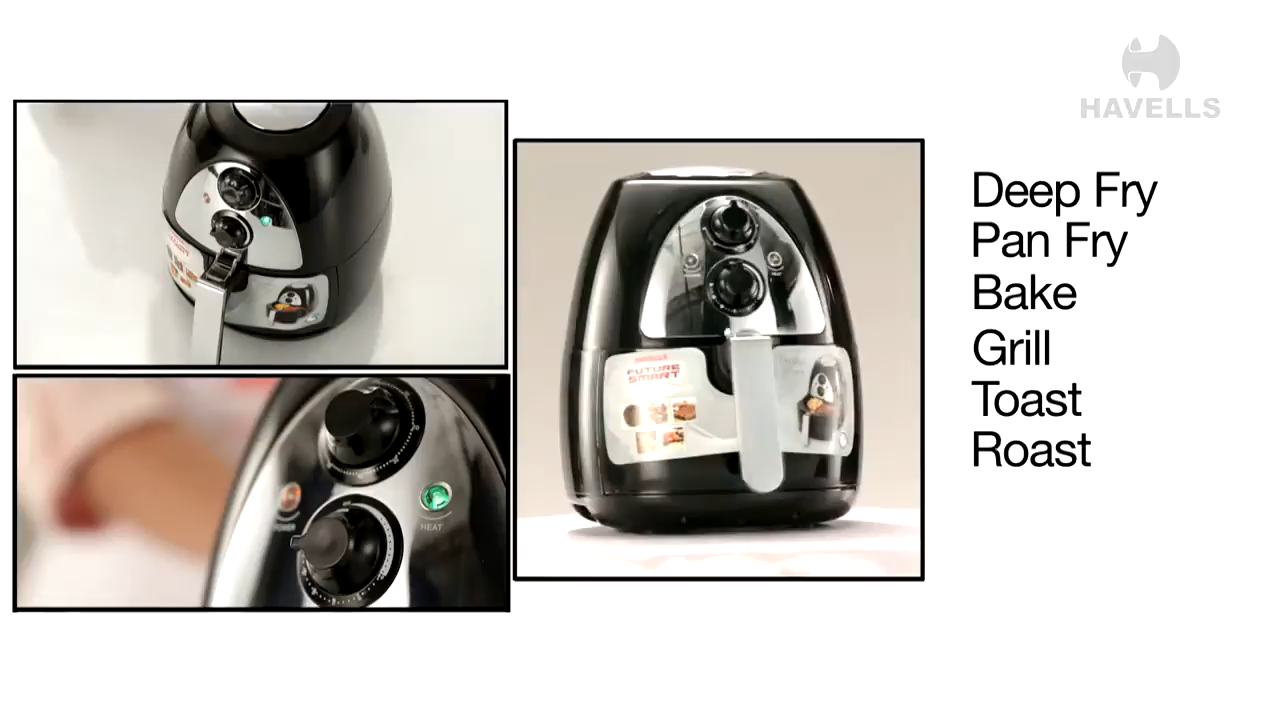 HAVELLS
Deep Fry
Pan Fry
Bake
Grill
Toast
Roast
FUTURE
SMART
POWER
HEAT